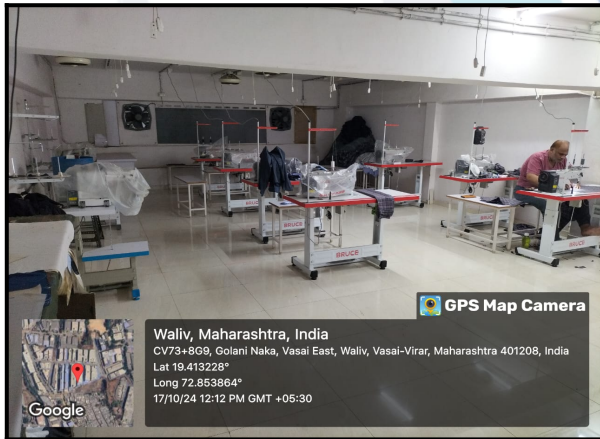 BRUCE
BRUCE
BRUCE
BRUCE
BRUCE
GPS Map Camera
Waliv, Maharashtra, India
CV73+8G9, Golani Naka, Vasai East, Waliv, Vasai-Virar, Maharashtra 401208, India
Lat 19.413228°
Long 72.853864°
17/10/24 12:12 PM GMT +05:30
Google